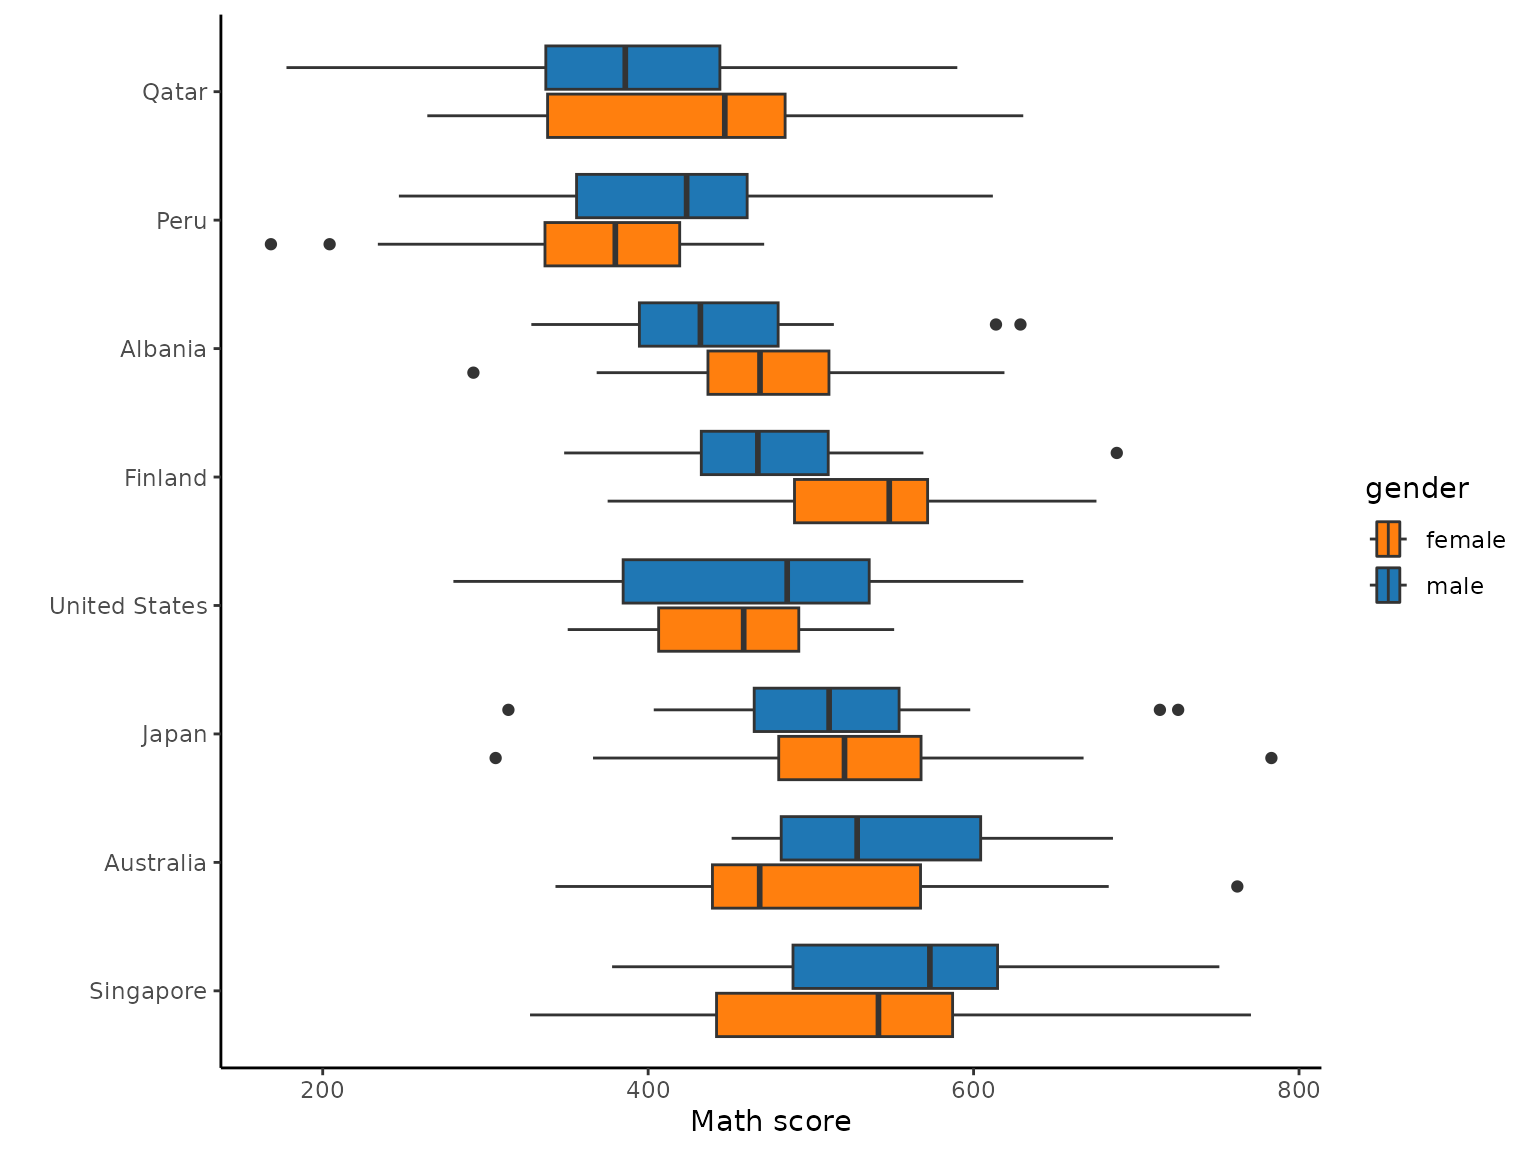 Qatar
Peru
Albania
Finland
United States
Japan
Australia
Singapore
200 400 600 800
Math score
gender
female
male